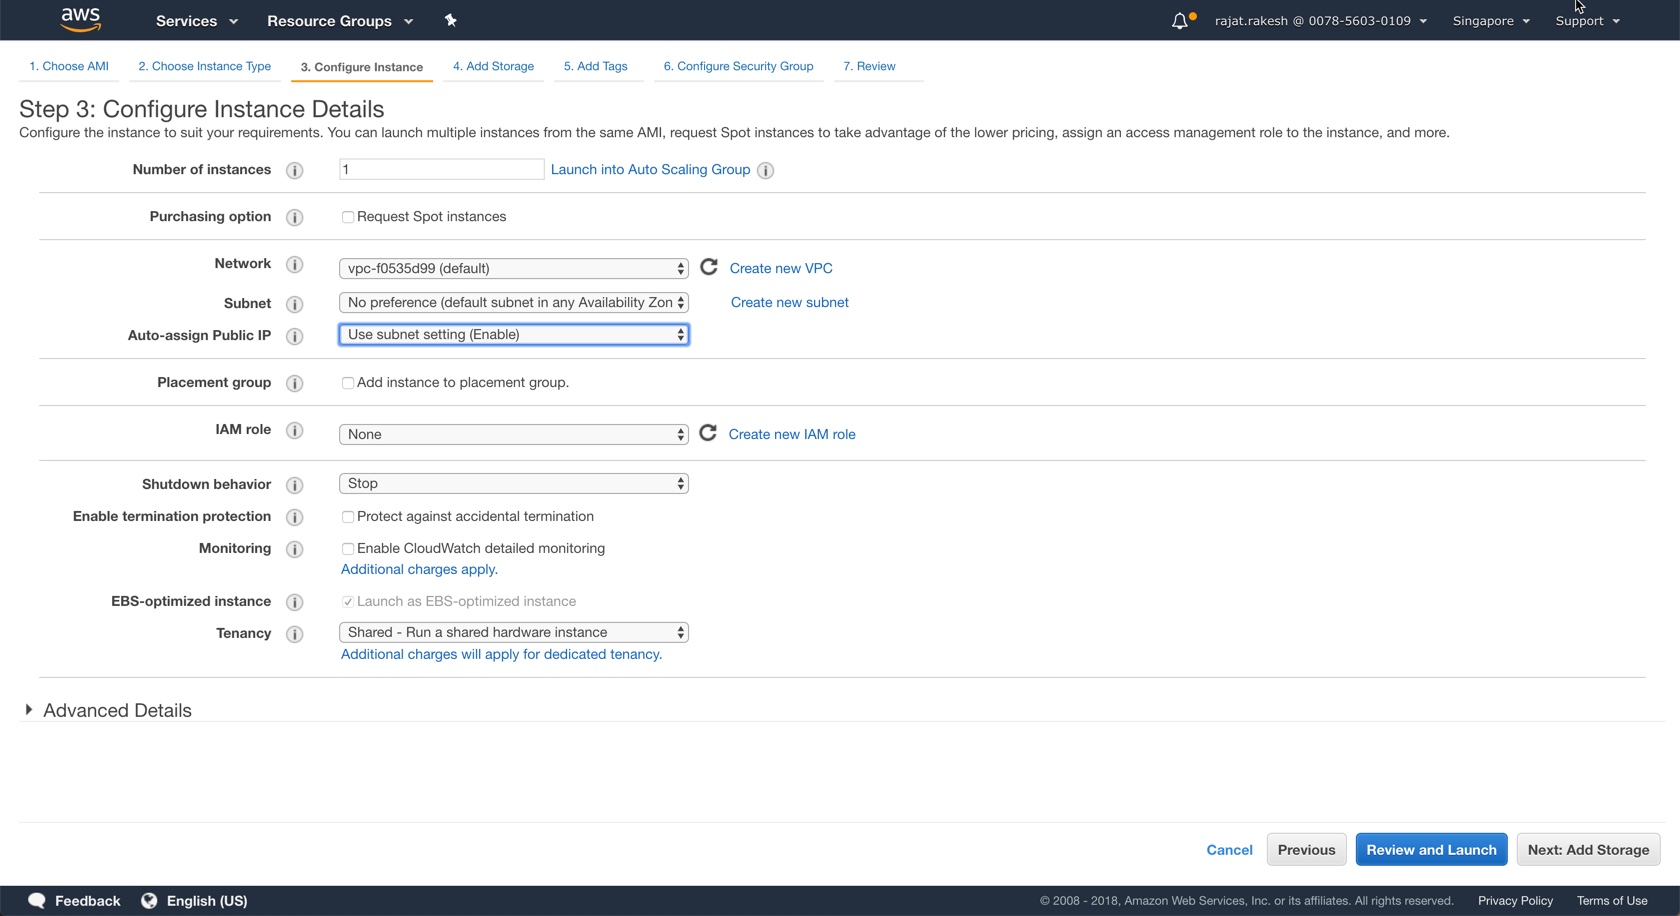 aws Services Resource Groups rajat.rakesh @ 0078-5603-0109 Singapore Support
1. Choose AMI 2. Choose Instance Type 3. Configure Instance 4. Add Storage 5. Add Tags 6. Configure Security Group 7. Review
Step 3: Configure Instance Details
Configure the instance to suit your requirements. You can launch multiple instances from the same AMI, request Spot instances to take advantage of the lower pricing, assign an access management role to the instance, and more.
Number of instances 1 Launch into Auto Scaling Group
Purchasing option Request Spot instances
Network vpc-f0535d99 (default) Create new VPC
Subnet No preference (default subnet in any Availability Zon Create new subnet
Auto-assign Public IP Use subnet setting (Enable)
Placement group Add instance to placement group.
IAM role None Create new IAM role
Shutdown behavior Stop
Enable termination protection Protect against accidental termination
Monitoring Enable CloudWatch detailed monitoring
Additional charges apply.
EBS-optimized instance Launch as EBS-optimized instance
Tenancy Shared - Run a shared hardware instance
Additional charges will apply for dedicated tenancy.
Advanced Details
Cancel Previous Review and Launch Next: Add Storage
Feedback English (US) © 2008 - 2018, Amazon Web Services, Inc. or its affiliates. All rights reserved. Privacy Policy Terms of Use